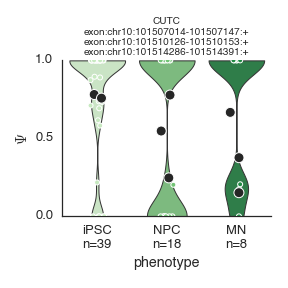 CUTC
exon:chr10:101507014-101507147:+
exon:chr10:101510126-101510153:+
exon:chr10:101514286-101514391:+
1.0
0.5
0.0
Ψ
iPSC NPC MN
n=39 n=18 n=8
phenotype